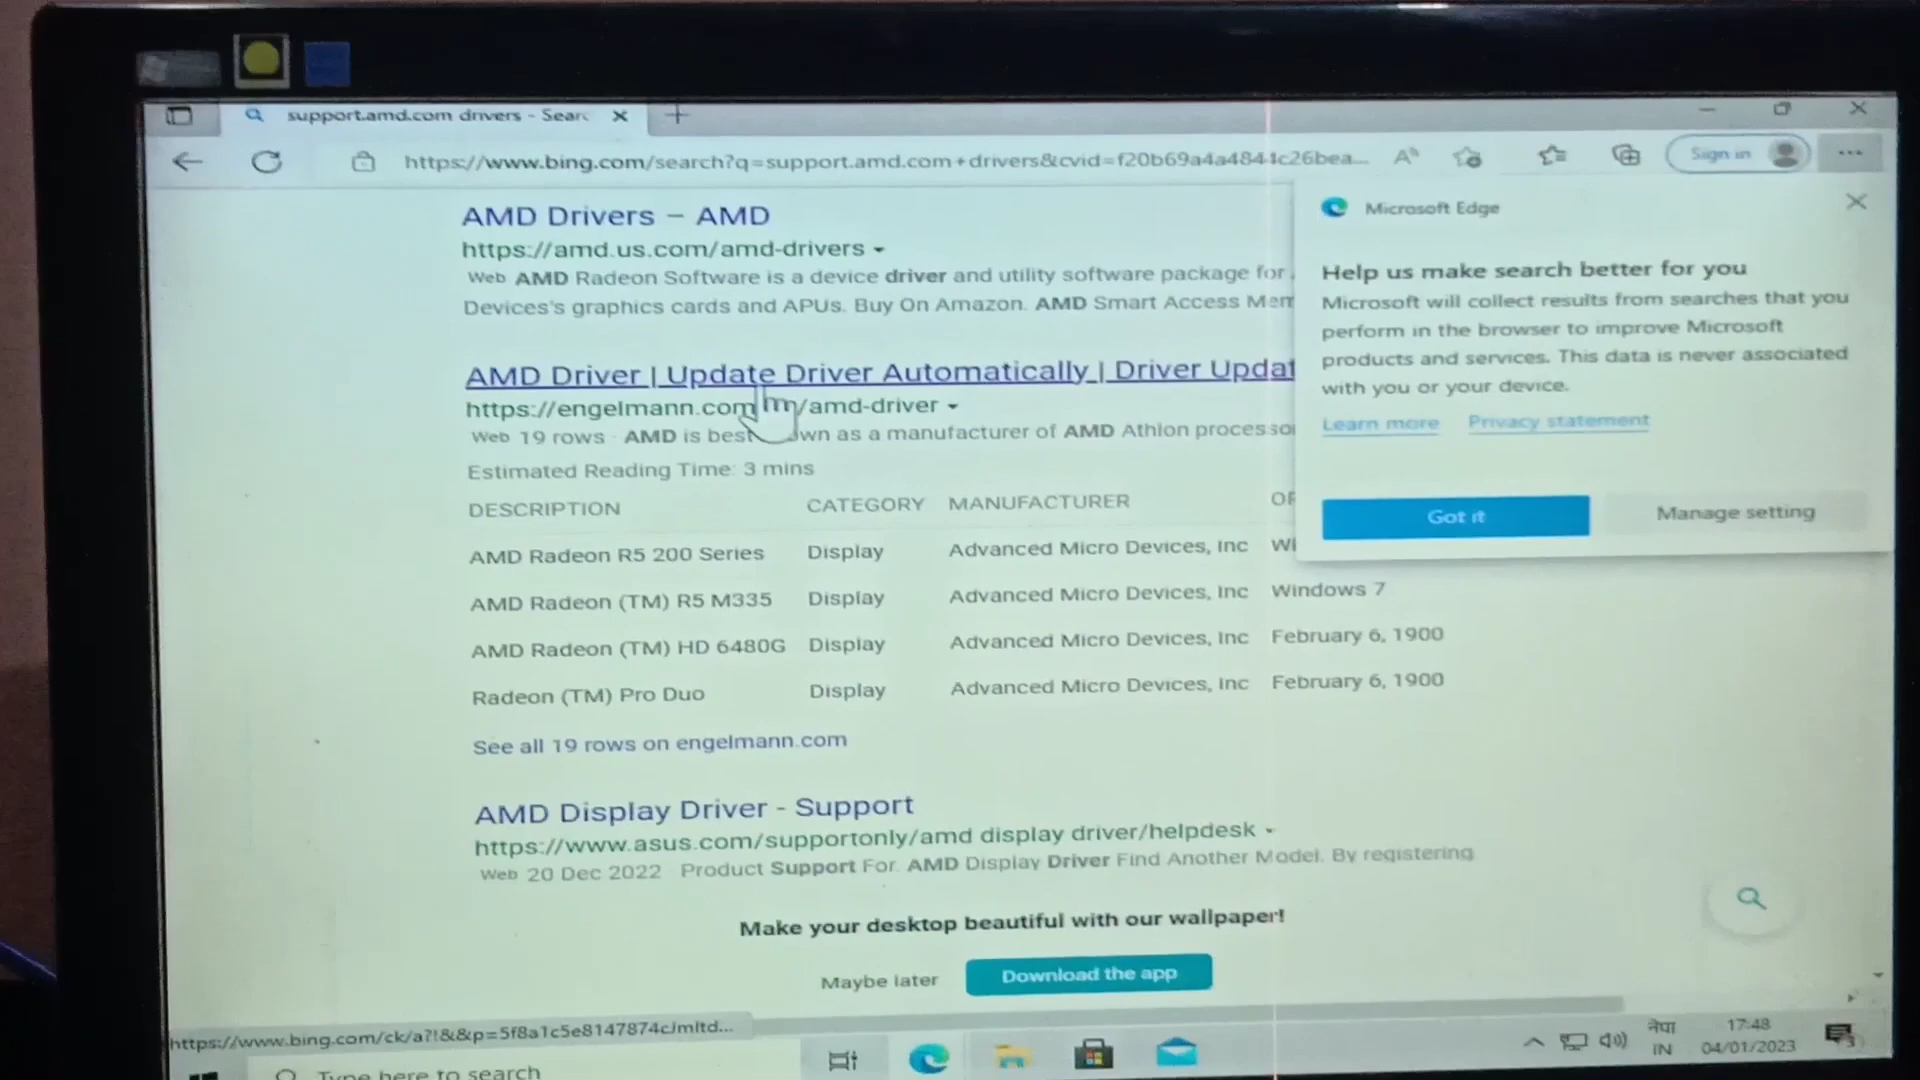 support.amd.com drivers - Sear
https://www.bing.com/search?q=support.amd.com+drivers&cvid=f20b69a4a4841c26bea...
Sign in
AMD Drivers – AMD
https://amd.us.com/amd-drivers
Web AMD Radeon Software is a device driver and utility software package for
Devices's graphics cards and APUs. Buy On Amazon. AMD Smart Access Mem
AMD Driver | Update Driver Automatically | Driver Updat
https://engelmann.com /amd-driver
Web 19 rows · AMD is best as a manufacturer of AMD Athlon processo
Estimated Reading Time: 3 mins
DESCRIPTION CATEGORY MANUFACTURER
AMD Radeon R5 200 Series Display Advanced Micro Devices, Inc Wi
AMD Radeon (TM) R5 M335 Display Advanced Micro Devices, Inc Windows 7
AMD Radeon (TM) HD 6480G Display Advanced Micro Devices, Inc February 6, 1900
Radeon (TM) Pro Duo Display Advanced Micro Devices, Inc February 6, 1900
See all 19 rows on engelmann.com
AMD Display Driver - Support
https://www.asus.com/supportonly/amd display driver/helpdesk
Web 20 Dec 2022 Product Support For. AMD Display Driver Find Another Model. By registering
Microsoft Edge
Help us make search better for you
Microsoft will collect results from searches that you
perform in the browser to improve Microsoft
products and services. This data is never associated
with you or your device.
Learn more Privacy statement
Got it Manage setting
Make your desktop beautiful with our wallpaper!
Maybe later Download the app
https://www.bing.com/ck/a?!&&p=5f8a1c5e8147874cJmltd...
Type here to search
नेपा
IN
17:48
04/01/2023